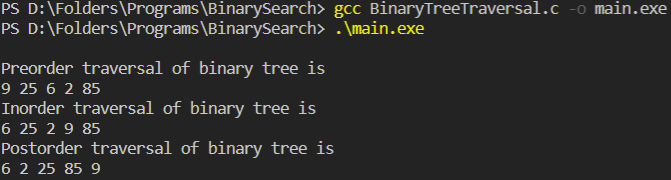 PS D:\Folders\Programs\BinarySearch> gcc BinaryTreeTraversal.c -o main.exe
PS D:\Folders\Programs\BinarySearch> .\main.exe
Preorder traversal of binary tree is
9 25 6 2 85
Inorder traversal of binary tree is
6 25 2 9 85
Postorder traversal of binary tree is
6 2 25 85 9